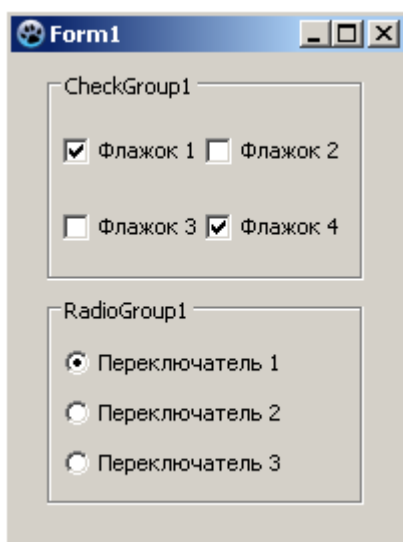 Form1
CheckGroup1
Флажок 1 Флажок 2
Флажок 3 Флажок 4
RadioGroup1
Переключатель 1
Переключатель 2
Переключатель 3